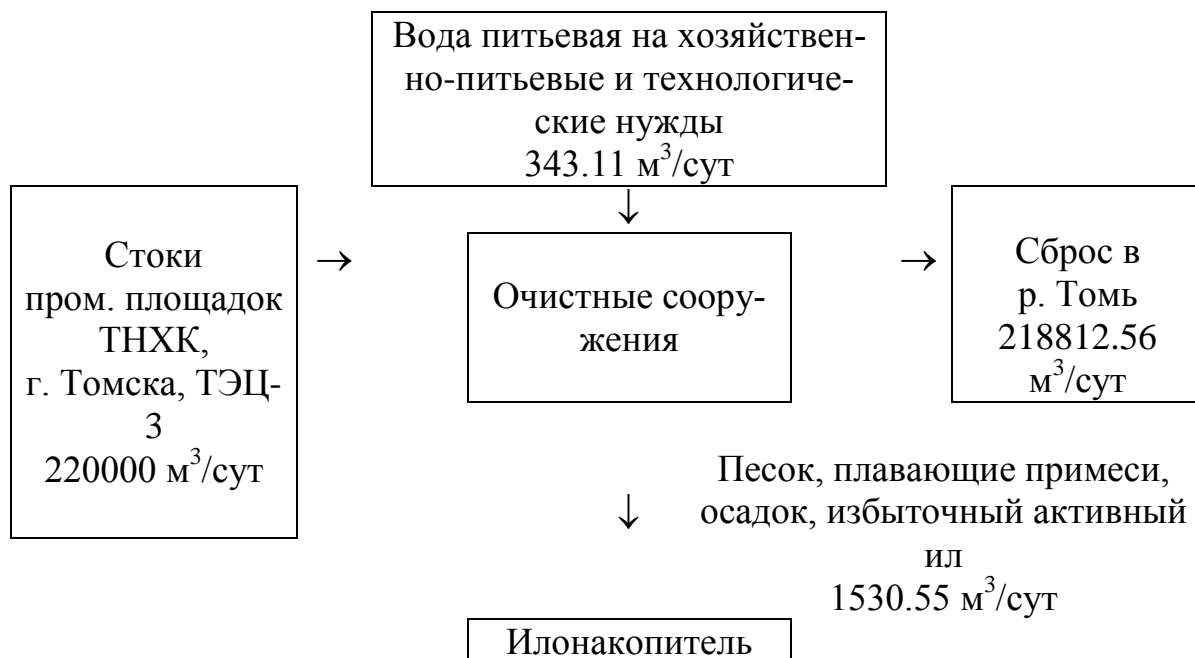 Вода питьевая на хозяйствен-
но-питьевые и технологиче-
ские нужды
343.11 м³/сут
↓
Стоки
пром. площадок
ТНХК,
г. Томска, ТЭЦ-
3
220000 м³/сут
→
Очистные соору-
жения
→
Сброс в
р. Томь
218812.56
м³/сут
↓
Песок, плавающие примеси,
осадок, избыточный активный
ил
1530.55 м³/сут
Илонакопитель